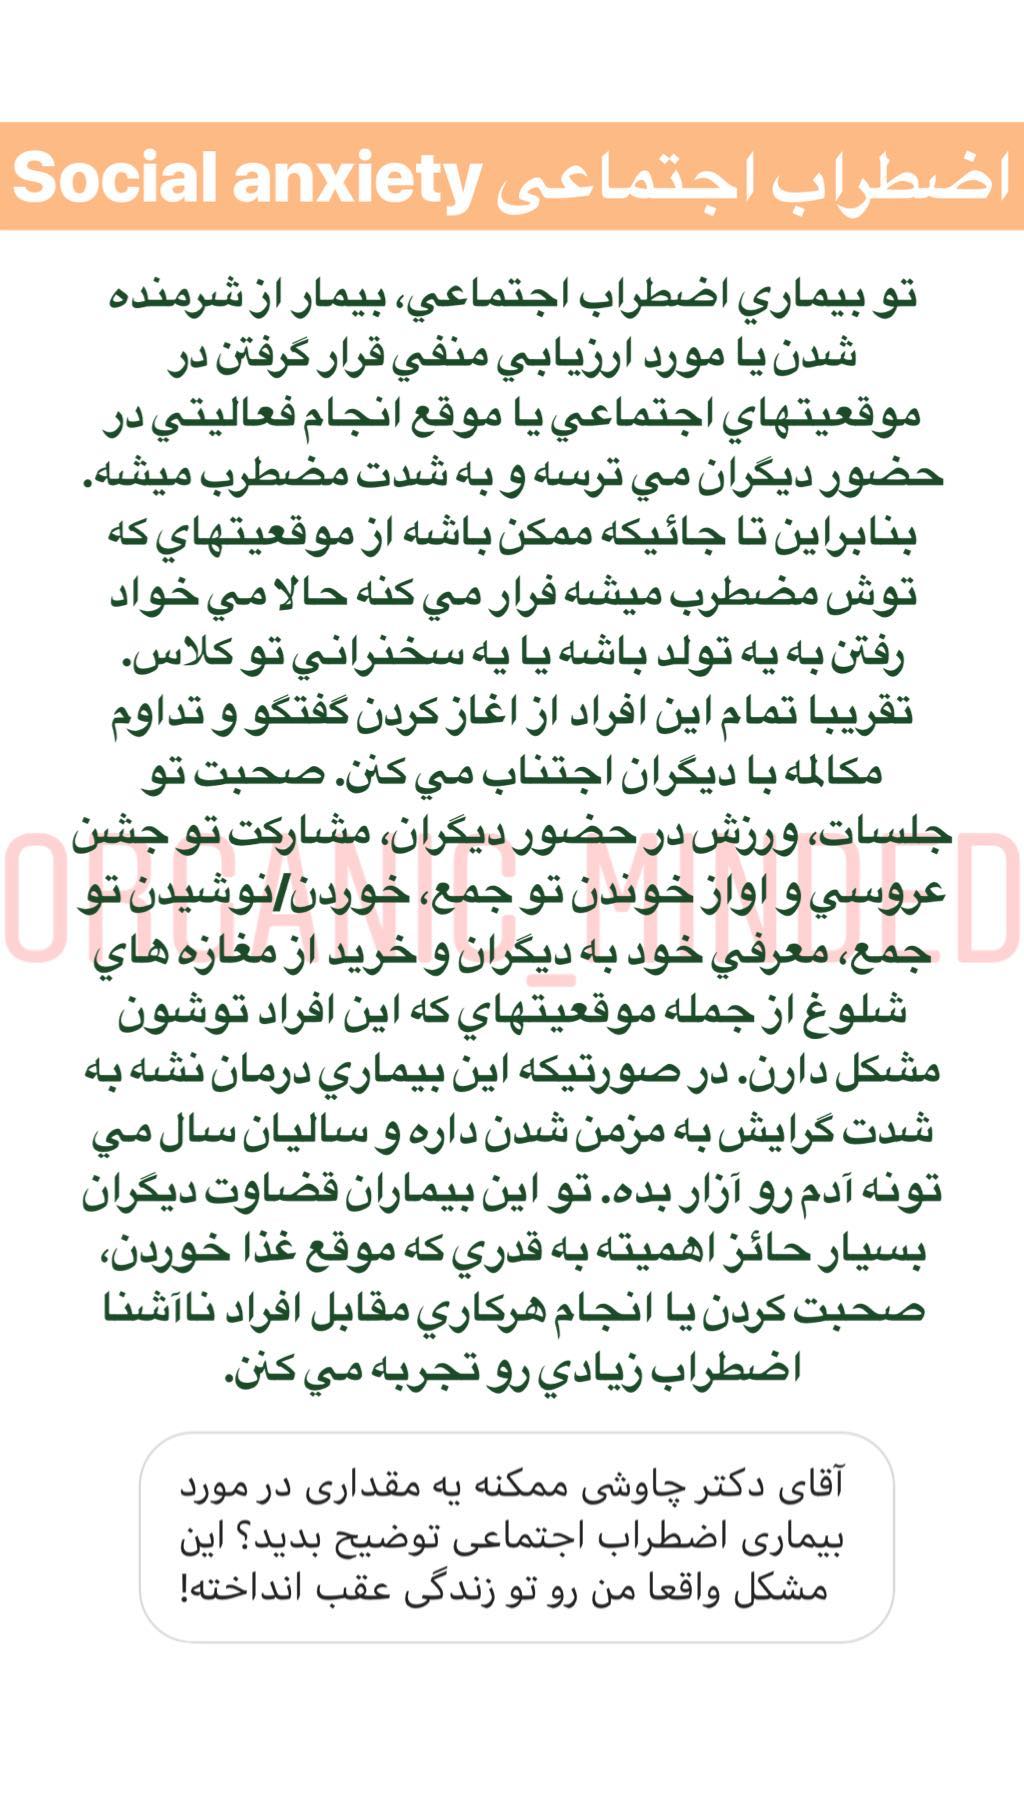 اضطراب اجتماعی Social anxiety
تو بيماري اضطراب اجتماعي، بيمار از شرمنده
شدن يا مورد ارزيابي منفي قرار گرفتن در
موقعيتهاي اجتماعي يا موقع انجام فعاليتي در
حضور ديگران مي ترسه و به شدت مضطرب ميشه.
بنابراين تا جائيكه ممكن باشه از موقعيتهاي كه
توش مضطرب ميشه فرار مي كنه حالا مي خواد
رفتن به يه تولد باشه يا يه سخنراني تو كلاس.
تقريبا تمام اين افراد از اغاز كردن گفتگو و تداوم
مكالمه با ديگران اجتناب مي كنن. صحبت تو
جلسات، ورزش در حضور ديگران، مشاركت تو جشن
عروسي و اواز خوندن تو جمع، خوردن/نوشيدن تو
جمع، معرفي خود به ديگران و خريد از مغازه هاي
شلوغ از جمله موقعيتهاي كه اين افراد توشون
مشكل دارن. در صورتيكه اين بيماري درمان نشه به
شدت گرايش به مزمن شدن داره و ساليان سال مي
تونه آدم رو آزار بده. تو اين بيماران قضاوت ديگران
بسيار حائز اهميته به قدري كه موقع غذا خوردن،
صحبت كردن يا انجام هركاري مقابل افراد ناآشنا
اضطراب زيادي رو تجربه مي كنن.
ORGANIC_MINDED
آقای دکتر چاوشی ممکنه یه مقداری در مورد
بیماری اضطراب اجتماعی توضیح بدید؟ این
مشکل واقعا من رو تو زندگی عقب انداخته!